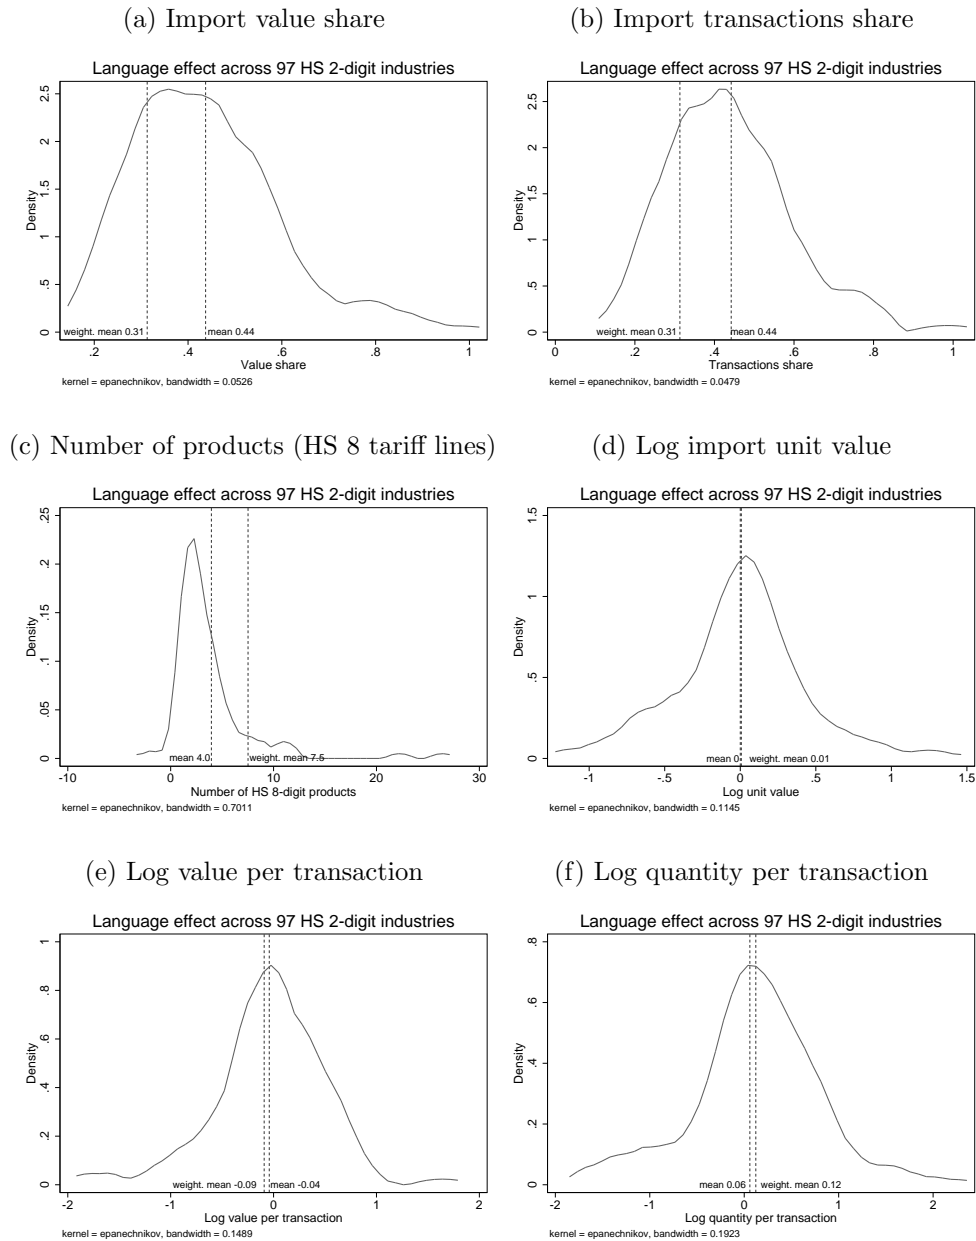 (a) Import value share
Language effect across 97 HS 2-digit industries
Density
0 .5 1 1.5 2 2.5
weight. mean 0.31 mean 0.44
.2 .4 .6 .8 1
Value share
kernel = epanechnikov, bandwidth = 0.0526
(b) Import transactions share
Language effect across 97 HS 2-digit industries
Density
0 .5 1 1.5 2 2.5
weight. mean 0.31 mean 0.44
0 .2 .4 .6 .8 1
Transactions share
kernel = epanechnikov, bandwidth = 0.0479
(c) Number of products (HS 8 tariff lines)
Language effect across 97 HS 2-digit industries
Density
0 .05 .1 .15 .2 .25
mean 4.0 weight. mean 7.5
-10 0 10 20 30
Number of HS 8-digit products
kernel = epanechnikov, bandwidth = 0.7011
(d) Log import unit value
Language effect across 97 HS 2-digit industries
Density
0 .5 1 1.5
mean 0 weight. mean 0.01
-1 -.5 0 .5 1 1.5
Log unit value
kernel = epanechnikov, bandwidth = 0.1145
(e) Log value per transaction
Language effect across 97 HS 2-digit industries
Density
0 .2 .4 .6 .8 1
weight. mean -0.09 mean -0.04
-2 -1 0 1 2
Log value per transaction
kernel = epanechnikov, bandwidth = 0.1489
(f) Log quantity per transaction
Language effect across 97 HS 2-digit industries
Density
0 .2 .4 .6 .8
mean 0.06 weight. mean 0.12
-2 -1 0 1 2
Log quantity per transaction
kernel = epanechnikov, bandwidth = 0.1923